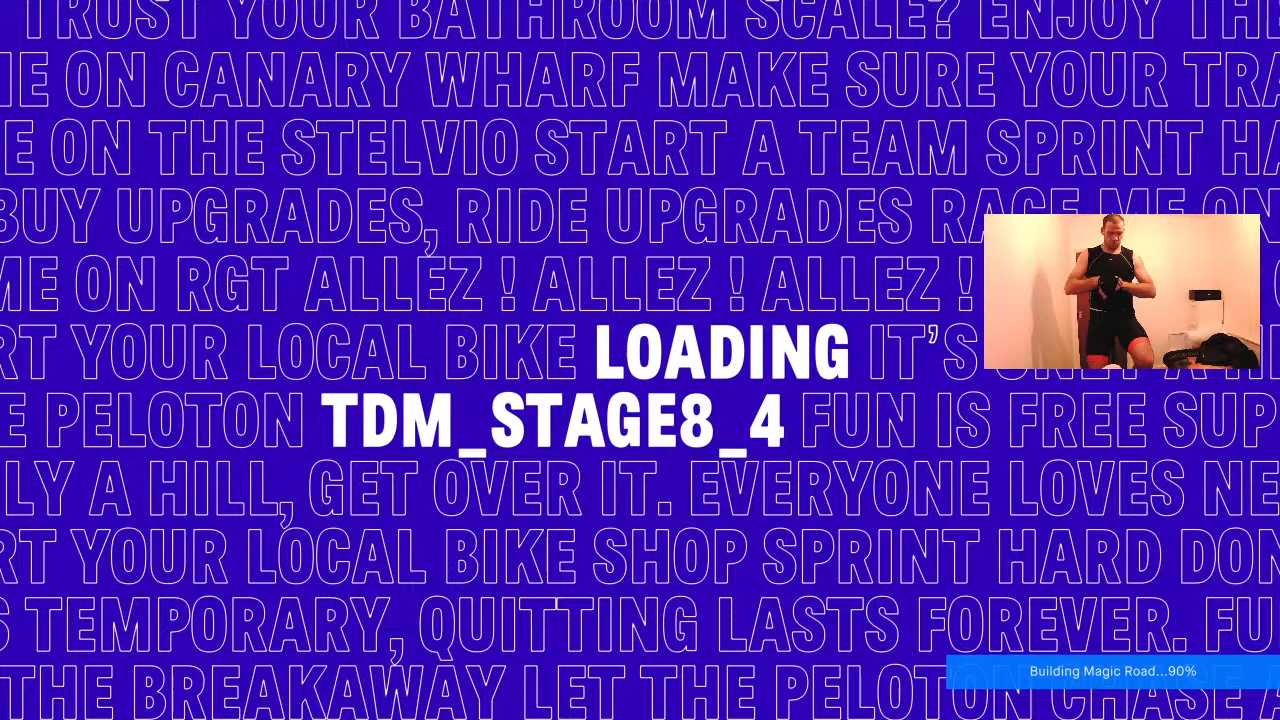 TRUST YOUR BATHROOM SCALE? ENJOY THE
ME ON CANARY WHARF MAKE SURE YOUR TRA
E ON THE STELVIO START A TEAM SPRINT HA
BUY UPGRADES, RIDE UPGRADES RACE ME ON
ME ON RGT ALLEZ ! ALLEZ ! ALLEZ !
RT YOUR LOCAL BIKE LOADING IT'S ONLY A HI
E PELOTON TDM_STAGE8_4 FUN IS FREE SUP
LY A HILL, GET OVER IT. EVERYONE LOVES NE
RT YOUR LOCAL BIKE SHOP SPRINT HARD DON
S TEMPORARY, QUITTING LASTS FOREVER. FU
THE BREAKAWAY LET THE PELOTON CHASE A
Building Magic Road...90%